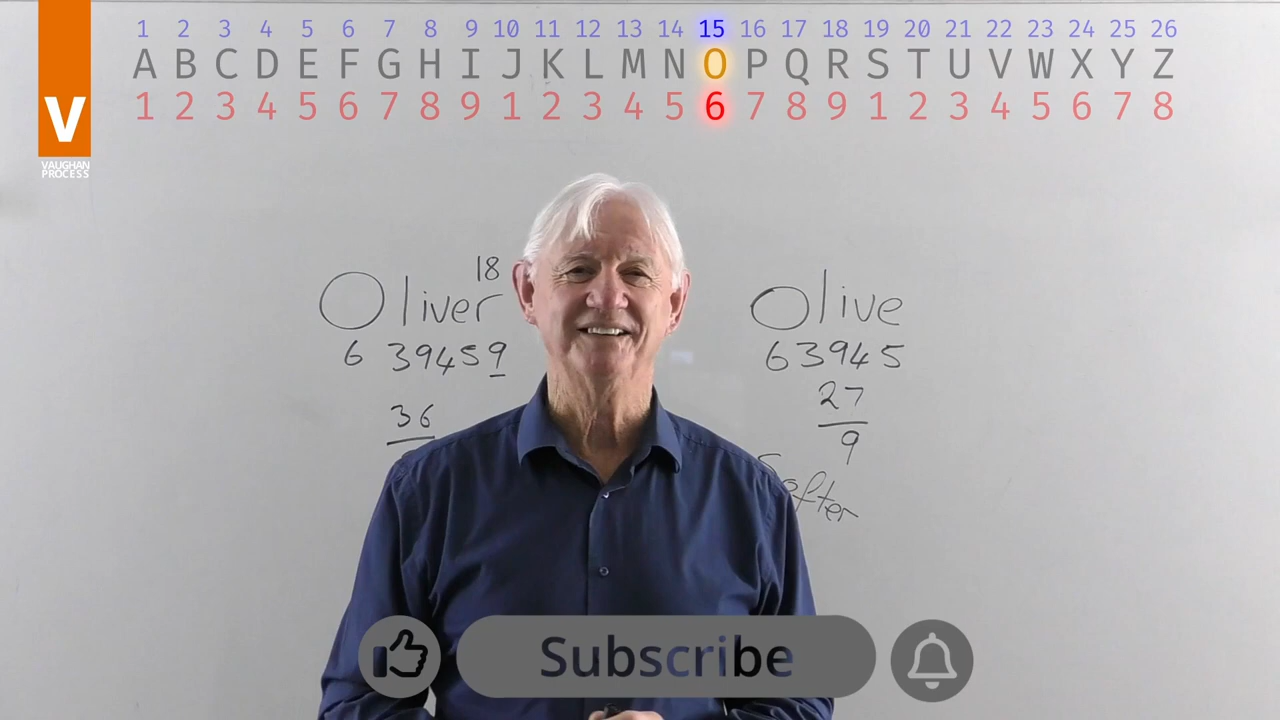 1 2 3 4 5 6 7 8 9 10 11 12 13 14 15 16 17 18 19 20 21 22 23 24 25 26
A B C D E F G H I J K L M N O P Q R S T U V W X Y Z
1 2 3 4 5 6 7 8 9 1 2 3 4 5 6 7 8 9 1 2 3 4 5 6 7 8
V
VAUGHAN
PROCESS
18
Oliver
6 39459
36
Olive
63945
27
9
Softer
Subscribe